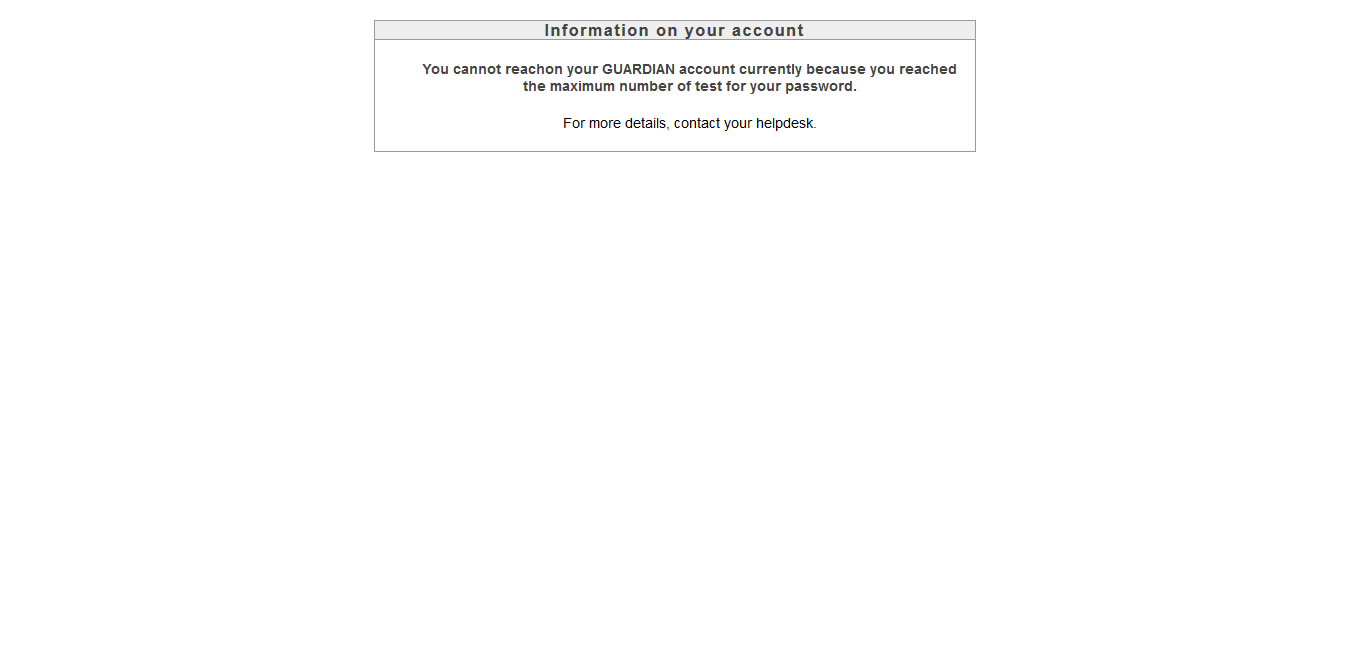 Information on your account
You cannot reachon your GUARDIAN account currently because you reached
the maximum number of test for your password.
For more details, contact your helpdesk.